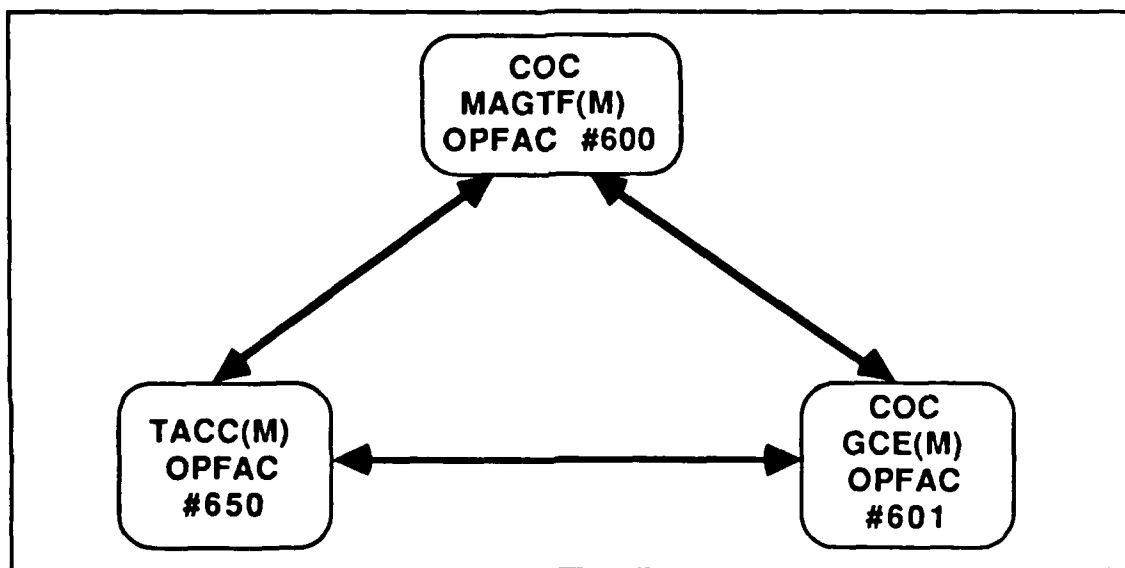 COC
MAGTF(M)
OPFAC #600
TACC(M)
OPFAC
#650
COC
GCE(M)
OPFAC
#601